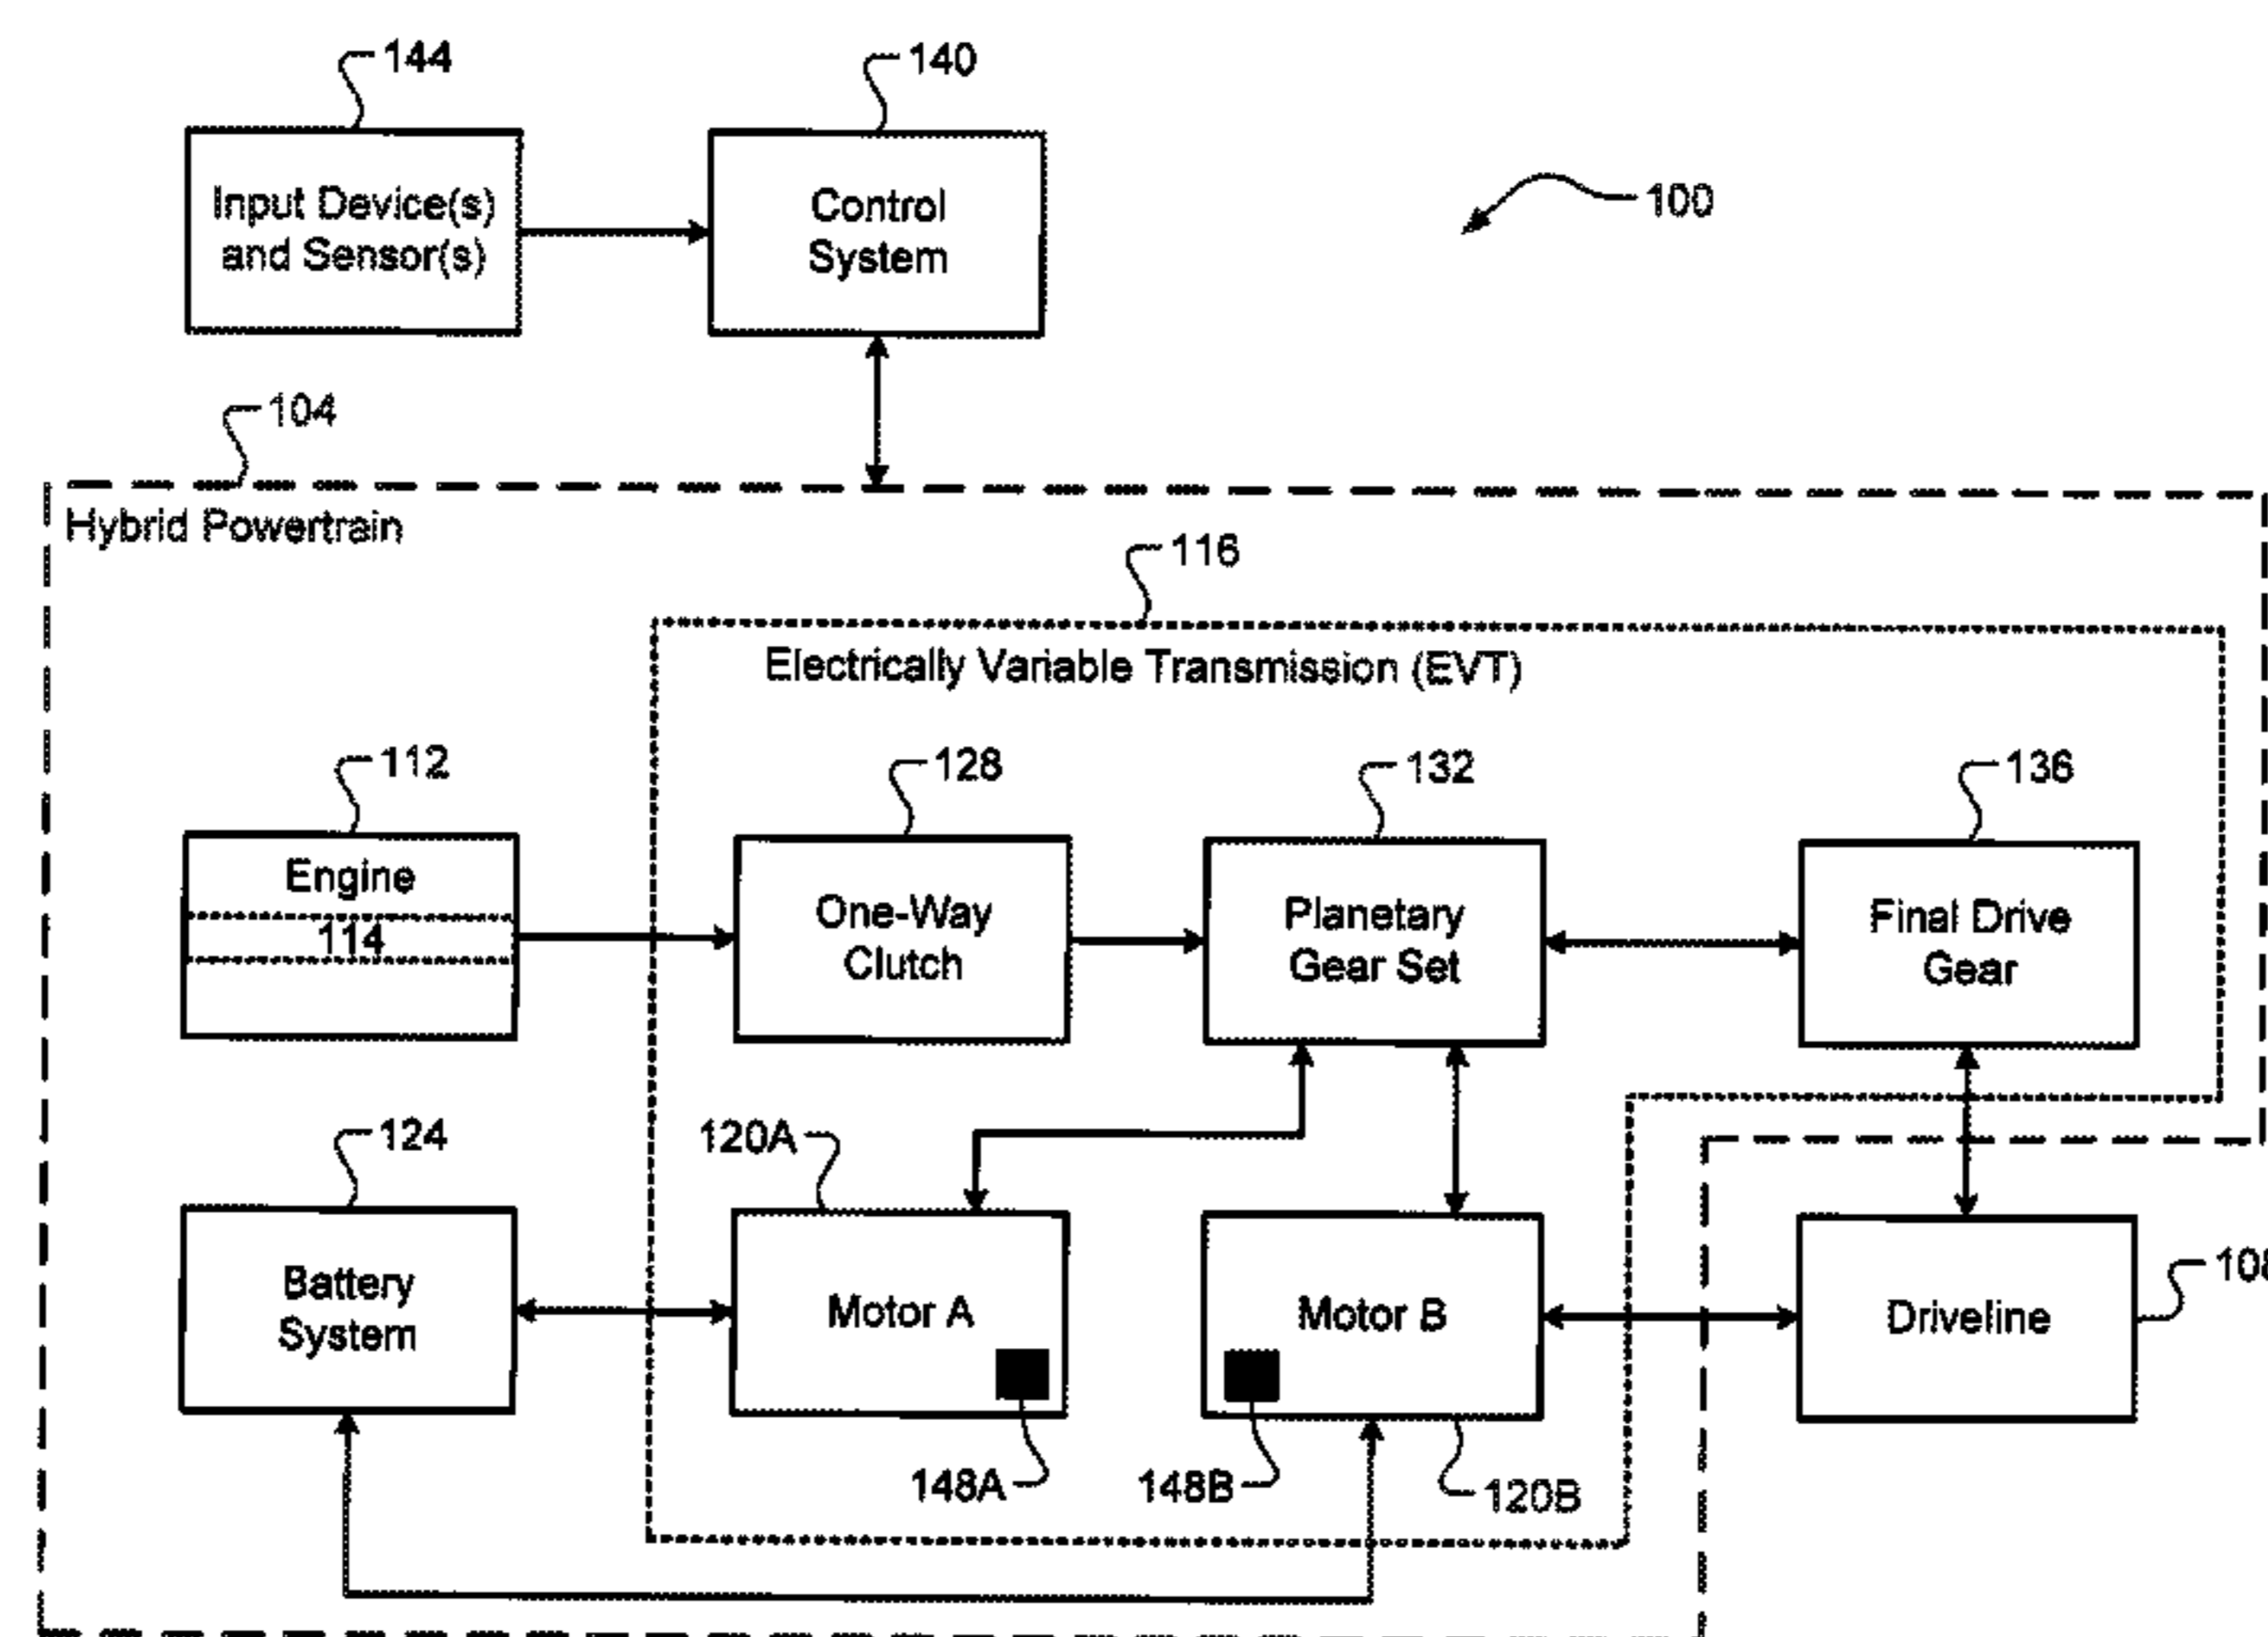 144
140
Input Device(s)
and Sensor(s)
Control
System
100
104
Hybrid Powertrain
116
Electrically Variable Transmission (EVT)
112
128
132
136
Engine
114
One-Way
Clutch
Planetary
Gear Set
Final Drive
Gear
124
120A
Battery
System
Motor A
Motor B
Driveline
108
148A
148B
120B